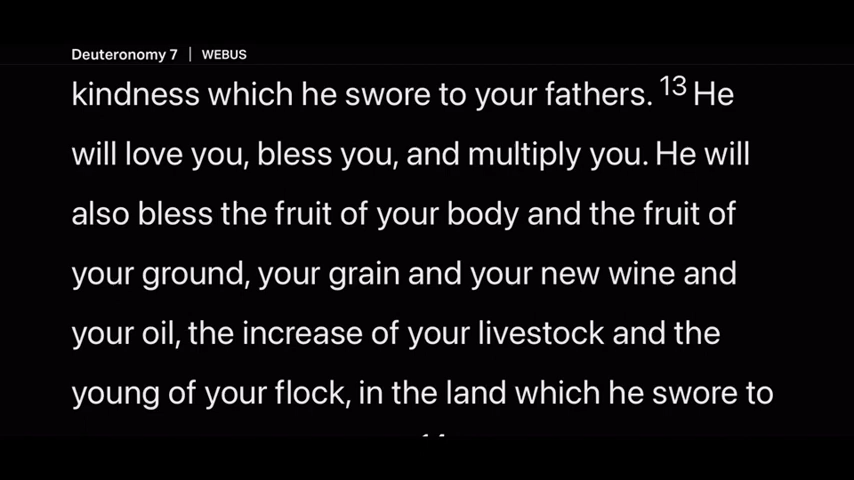 Deuteronomy 7 | WEBUS
kindness which he swore to your fathers. 13 He
will love you, bless you, and multiply you. He will
also bless the fruit of your body and the fruit of
your ground, your grain and your new wine and
your oil, the increase of your livestock and the
young of your flock, in the land which he swore to